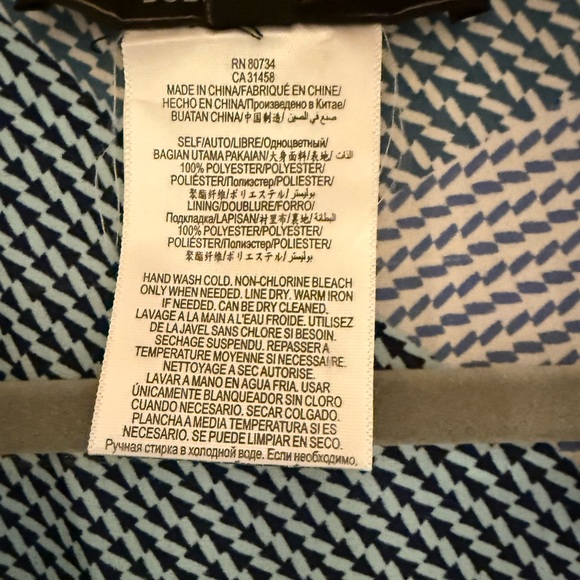 RN 80734
CA 31458
MADE IN CHINA/FABRIQUÉ EN CHINE/
HECHO EN CHINA/Произведено в Китае/
BUATAN CHINA/中国制造/ صنع في الصين/
SELF/AUTO/LIBRE/Одноцветный/
BAGIAN UTAMA PAKAIAN/大身面料/表地/ الذات/
100% POLYESTER/POLYESTER/
POLIÉSTER/Полиэстер/POLIESTER/
聚酯纤维/ポリエステル/ بوليستر/
LINING/DOUBLURE/FORRO/
Подкладка/LAPISAN/衬里布/裏地/ البطانة/
100% POLYESTER/POLYESTER/
POLIÉSTER/Полиэстер/POLIESTER/
聚酯纤维/ポリエステル/ بوليستر/
HAND WASH COLD. NON-CHLORINE BLEACH
ONLY WHEN NEEDED. LINE DRY. WARM IRON
IF NEEDED. CAN BE DRY CLEANED.
LAVAGE A LA MAIN A L'EAU FROIDE. UTILISEZ
DE LA JAVEL SANS CHLORE SI BESOIN.
SECHAGE SUSPENDU. REPASSER A
TEMPERATURE MOYENNE SI NECESSAIRE.
NETTOYAGE A SEC AUTORISE.
LAVAR A MANO EN AGUA FRIA. USAR
ÚNICAMENTE BLANQUEADOR SIN CLORO
CUANDO NECESARIO. SECAR COLGADO.
PLANCHA A MEDIA TEMPERATURA SI ES
NECESARIO. SE PUEDE LIMPIAR EN SECO.
Ручная стирка в холодной воде. Если необходимо,